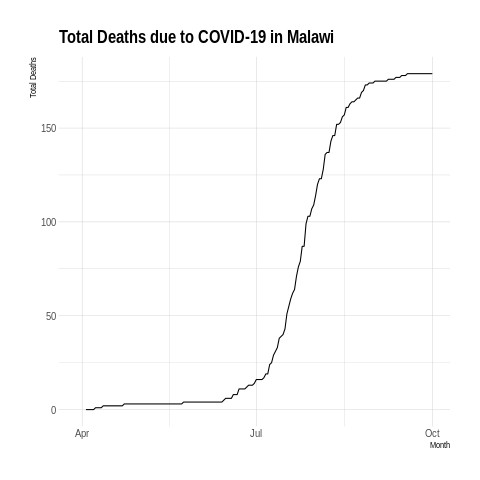 Total Deaths due to COVID-19 in Malawi
Total Deaths
150
100
50
0
Apr
Jul
Oct
Month